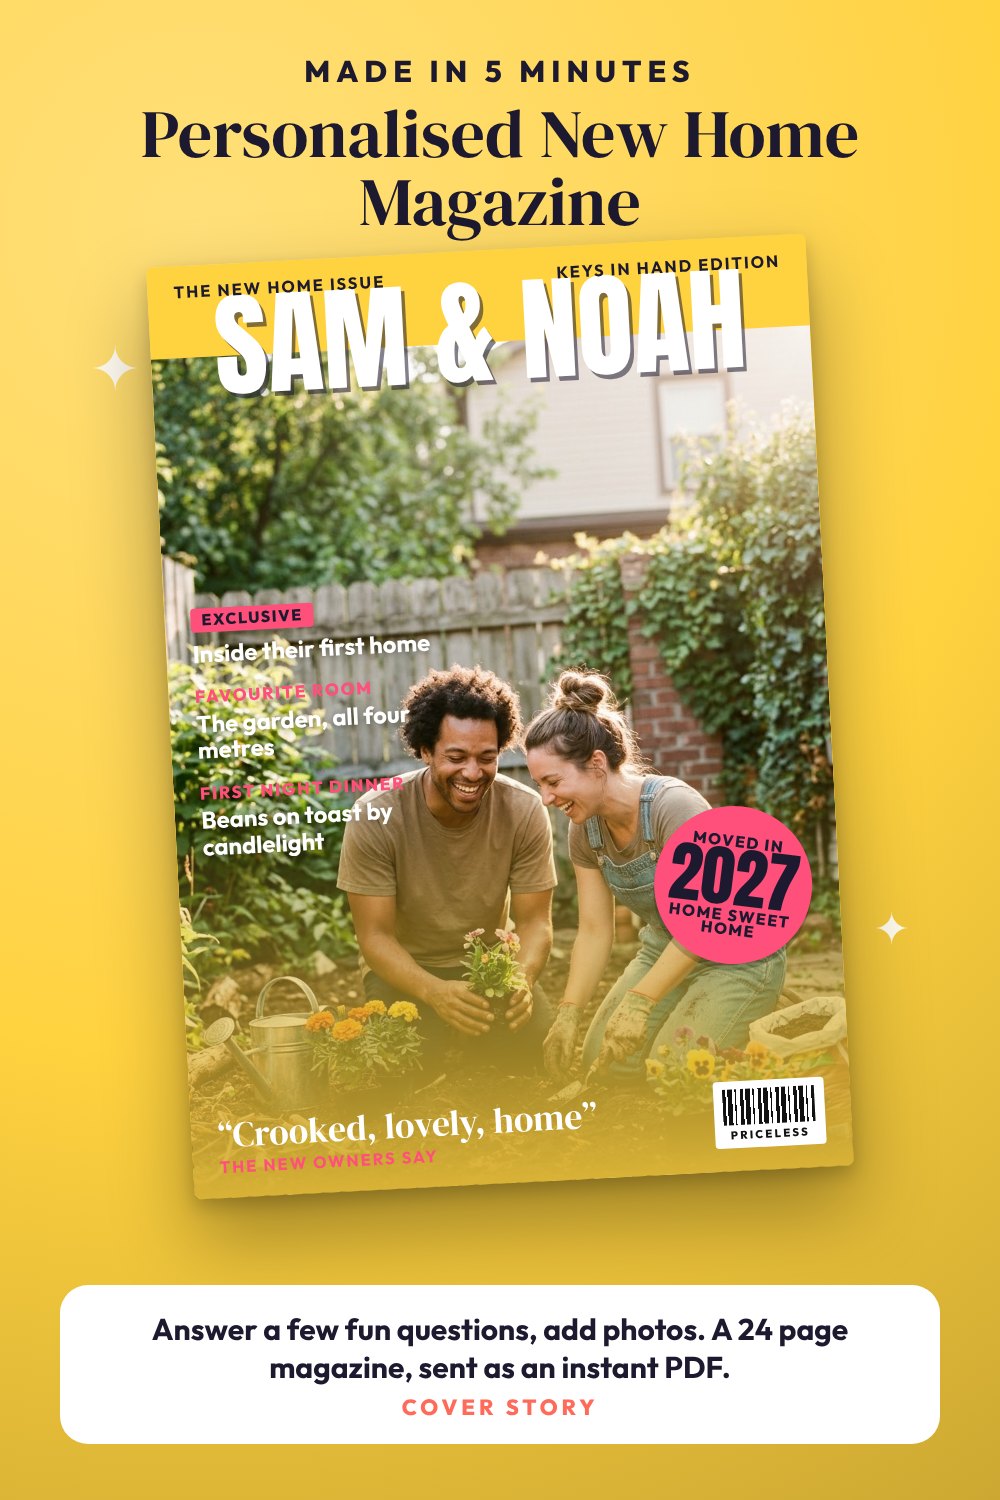 MADE IN 5 MINUTES
Personalised New Home
Magazine
THE NEW HOME ISSUE
KEYS IN HAND EDITION
SAM & NOAH
EXCLUSIVE
Inside their first home
FAVOURITE ROOM
The garden, all four
metres
FIRST NIGHT DINNER
Beans on toast by
candlelight
MOVED IN
2027
HOME SWEET
HOME
"Crooked, lovely, home"
THE NEW OWNERS SAY
PRICELESS
Answer a few fun questions, add photos. A 24 page
magazine, sent as an instant PDF.
COVER STORY